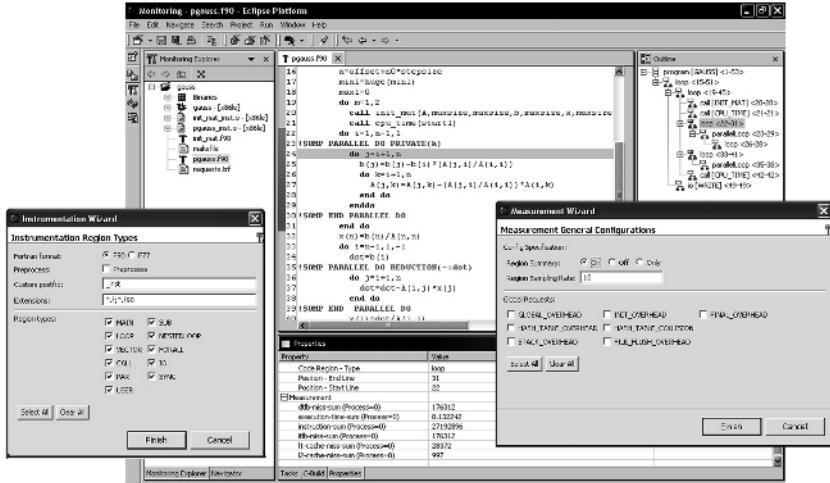 Monitoring - pgauss.f90 - Eclipse Platform
File Edit Navigate Search Project Run Window Help
Monitoring Explorer
gauss
Binaries
gauss - [x86le]
init_mat_inst.o - [x86le]
pgauss_inst.o - [x86le]
init_mat.f90
makefile
pgauss.f90
requests.txt
pgauss.f90
16 n=offset+m0*stepsize
17 mini=huge(mini)
18 maxi=0
19 do m=1,2
20 call init_mat(A,maxsize,maxsize,b,maxsize,x,maxsize
21 call cpu_time(start1)
22 do i=1,n-1,1
23 !$OMP PARALLEL DO PRIVATE(k)
24 do j=i+1,n
25 b(j)=b(j)-b(i)*(A(j,i)/A(i,i))
26 do k=i+1,n
27 A(j,k)=A(j,k)-(A(j,i)/A(i,i))*A(i,k)
28 end do
29 enddo
30 !$OMP END PARALLEL DO
31 end do
32 x(n)=b(n)/A(n,n)
33 do i=n-1,1,-1
34 dot=b(i)
35 !$OMP PARALLEL DO REDUCTION(-:dot)
36 do j=i+1,n
37 dot=dot-A(i,j)*x(j)
38 end do
39 !$OMP END PARALLEL DO
40 x(i)=dot/A(i,i)
Outline
program [GAUSS] <1-53>
loop <15-51>
loop <19-45>
call [INIT_MAT] <20-20>
call [CPU_TIME] <21-21>
loop <22-31>
parallelLoop <23-29>
loop <26-28>
loop <33-41>
parallelLoop <35-38>
call [CPU_TIME] <42-42>
io [WRITE] <49-49>
Instrumentation Wizard
Instrumentation Region Types
Fortran format: F90 F77
Preprocess: Preprocess
Custom postfix: _inst
Extensions:
Region types:
MAIN SUB
LOOP NESTEDLOOP
VECTOR FORALL
CALL IO
PAR SYNC
USER
Select All Clear All
Finish Cancel
Measurement Wizard
Measurement General Configurations
Config Specification:
Region Summary: On Off Only
Region Sampling Rate: 10
Global Requests:
GLOBAL_OVERHEAD INIT_OVERHEAD FINAL_OVERHEAD
HASH_TABLE_OVERHEAD HASH_TABLE_COLLISION
STACK_OVERHEAD FILE_FLUSH_OVERHEAD
Select All Clear All
Finish Cancel
Properties
Property Value
Code Region - Type loop
Position - End Line 31
Position - Start Line 22
Measurement
dtlb-miss-sum (Process=0) 176312
execution-time-sum (Process=0) 0.132242
instruction-sum (Process=0) 27192896
itlb-miss-sum (Process=0) 176312
l1-cache-miss-sum (Process=0) 28372
l2-cache-miss-sum (Process=0) 997
Monitoring Explorer Navigator
Tasks C-Build Properties